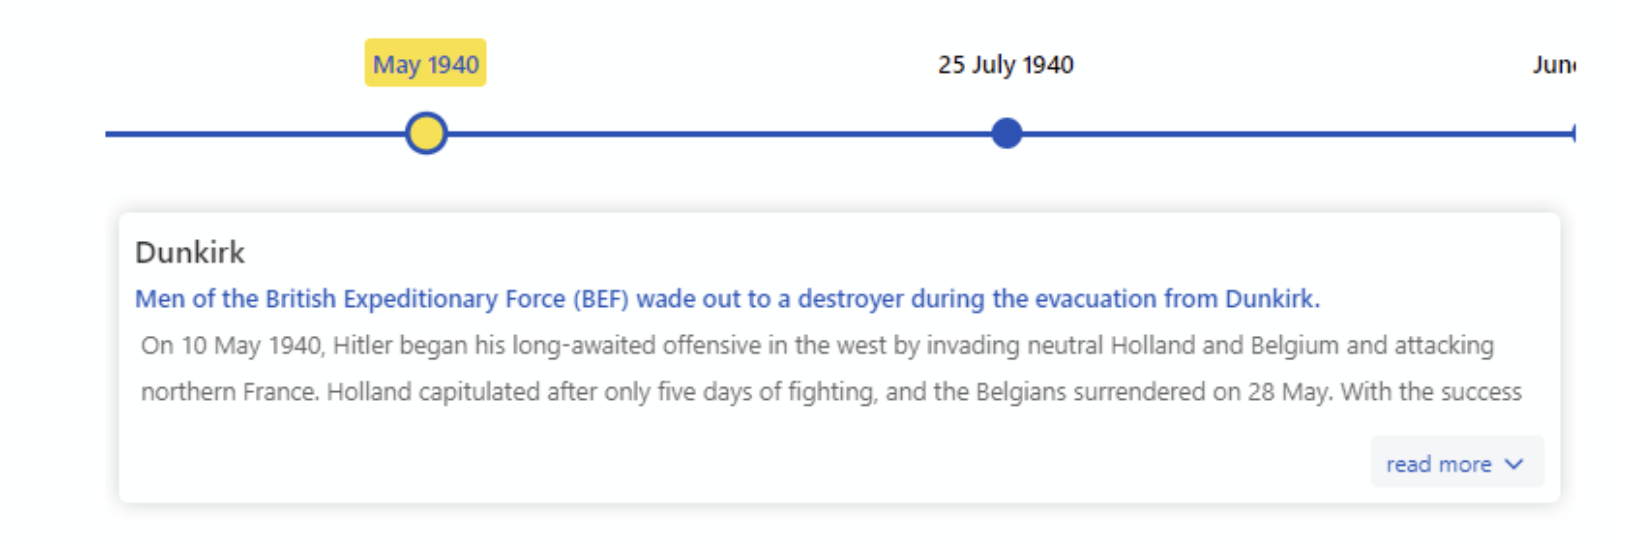 May 1940
25 July 1940
Dunkirk
Men of the British Expeditionary Force (BEF) wade out to a destroyer during the evacuation from Dunkirk.
On 10 May 1940, Hitler began his long-awaited offensive in the west by invading neutral Holland and Belgium and attacking
northern France. Holland capitulated after only five days of fighting, and the Belgians surrendered on 28 May. With the success
read more